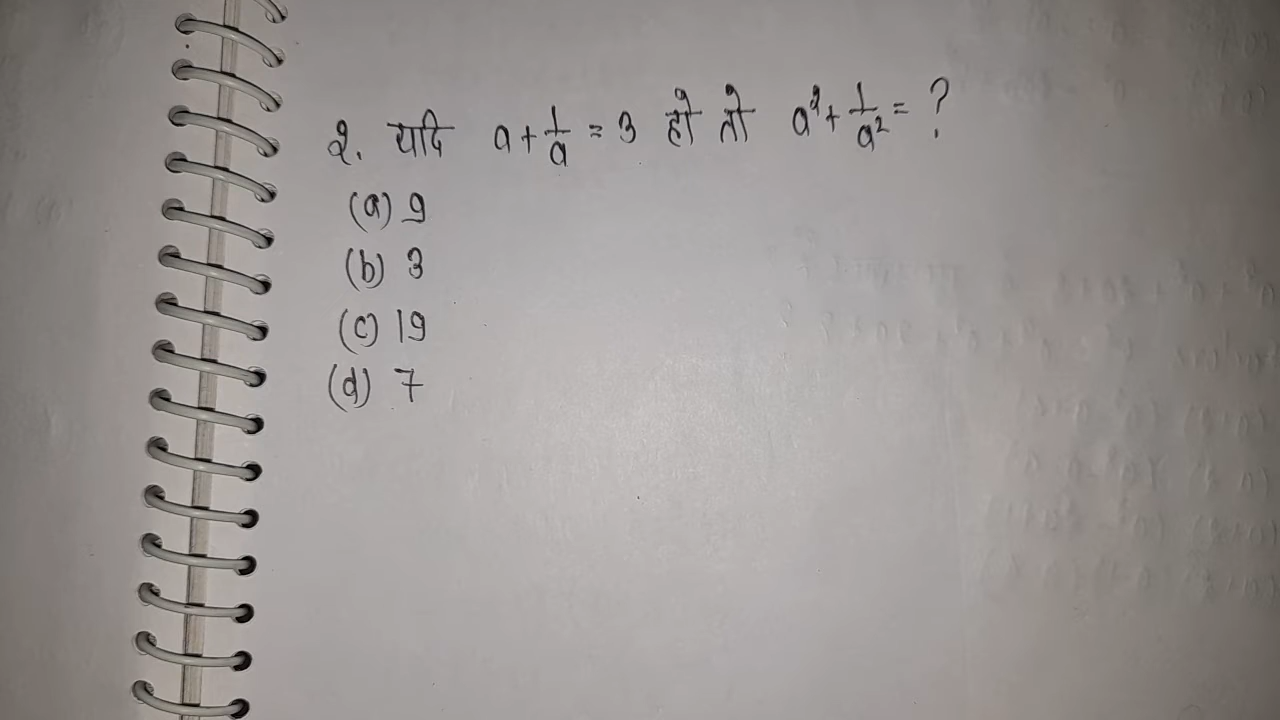 2. यदि a + 1/a = 3 हो तो a² + 1/a² = ?
(a) 9
(b) 3
(c) 19
(d) 7